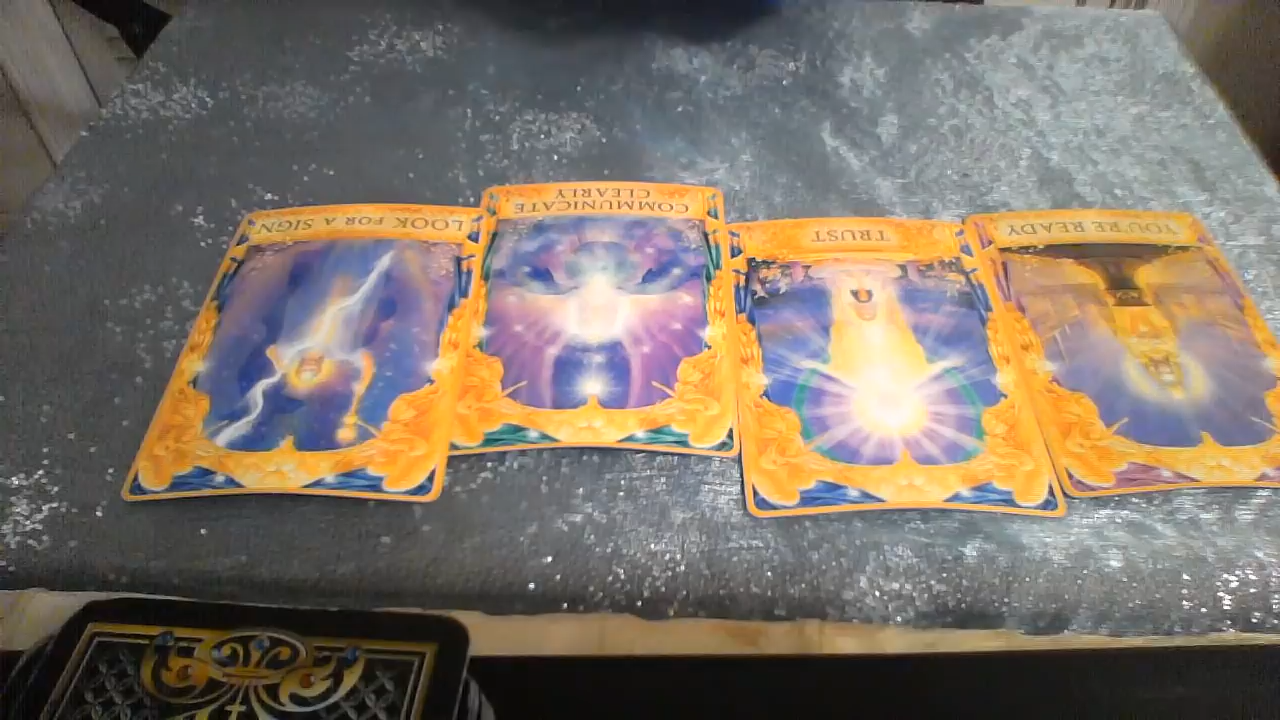 LOOK FOR A SIGN
COMMUNICATE
CLEARLY
TRUST
YOU'RE READY